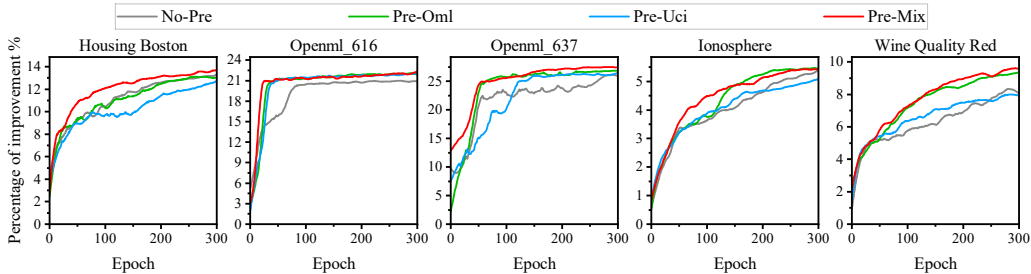 No-Pre Pre-Oml Pre-Uci Pre-Mix
Housing Boston Openml_616 Openml_637 Ionosphere Wine Quality Red
Percentage of improvement %
14
12
10
8
6
4
2
0
0 100 200 300
Epoch
24
21
18
15
12
9
6
3
0
0 100 200 300
Epoch
25
20
15
10
5
0
0 100 200 300
Epoch
6
5
4
3
2
1
0
0 100 200 300
Epoch
10
8
6
4
2
0
0 100 200 300
Epoch